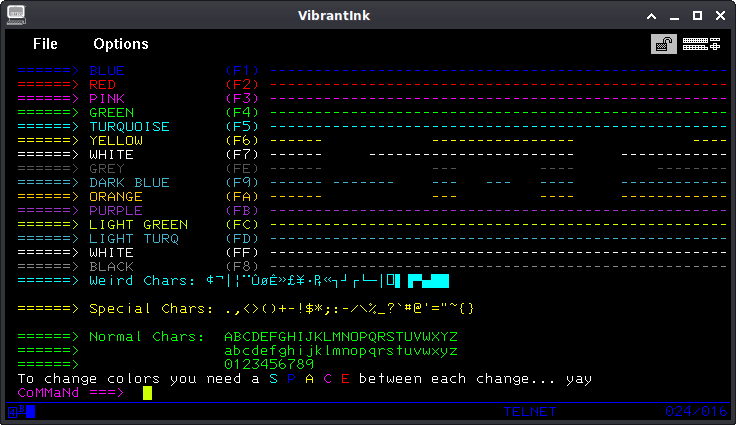 VibrantInk
File Options
======> BLUE (F1) ----------------------------------------------------
======> RED (F2) ----------------------------------------------------
======> PINK (F3) ----------------------------------------------------
======> GREEN (F4) ----------------------------------------------------
======> TURQUOISE (F5) ----------------------------------------------------
======> YELLOW (F6) ------ ------------- ----
======> WHITE (F7) ------ ------------- ------------
======> GREY (FE) --- ---
======> DARK BLUE (F9) ----- ------- --- --- -----
======> ORANGE (FA) ------ ------------- ----
======> PURPLE (FB) ----------------------------------------------------
======> LIGHT GREEN (FC) ----------------------------------------------------
======> LIGHT TURQ (FD) ----------------------------------------------------
======> WHITE (FF) ----------------------------------------------------
======> BLACK (F8) ----------------------------------------------------
======> Weird Chars:
======> Special Chars: .,<>()+-!$*;:-/\%_?`#@'="~{}
======> Normal Chars: ABCDEFGHIJKLMNOPQRSTUVWXYZ
======> abcdefghijklmnopqrstuvwxyz
======> 0123456789
To change colors you need a S P A C E between each change... yay
CoMMaNd ===>
TELNET 024/016